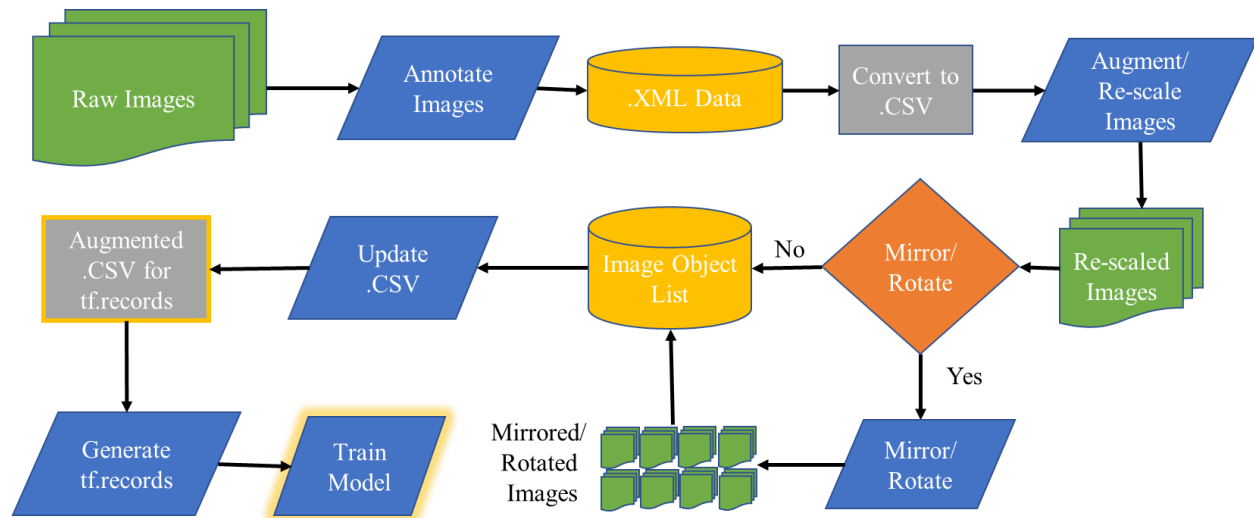 Raw Images
Annotate
Images
.XML Data
Convert to
.CSV
Augment/
Re-scale
Images
Re-scaled
Images
Mirror/
Rotate
No
Yes
Mirror/
Rotate
Mirrored/
Rotated
Images
Image Object
List
Update
.CSV
Augmented
.CSV for
tf.records
Generate
tf.records
Train
Model